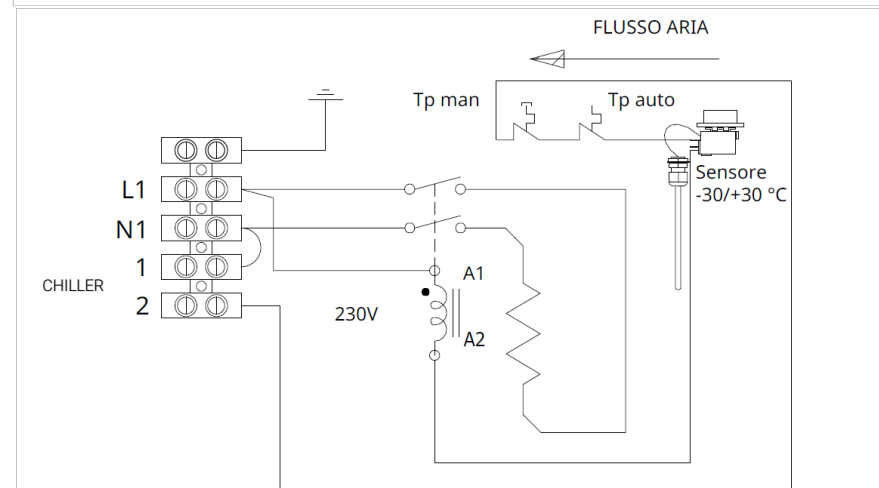 FLUSSO ARIA
Tp man
Tp auto
Sensore
-30/+30 °C
L1
N1
1
CHILLER
2
A1
230V
A2